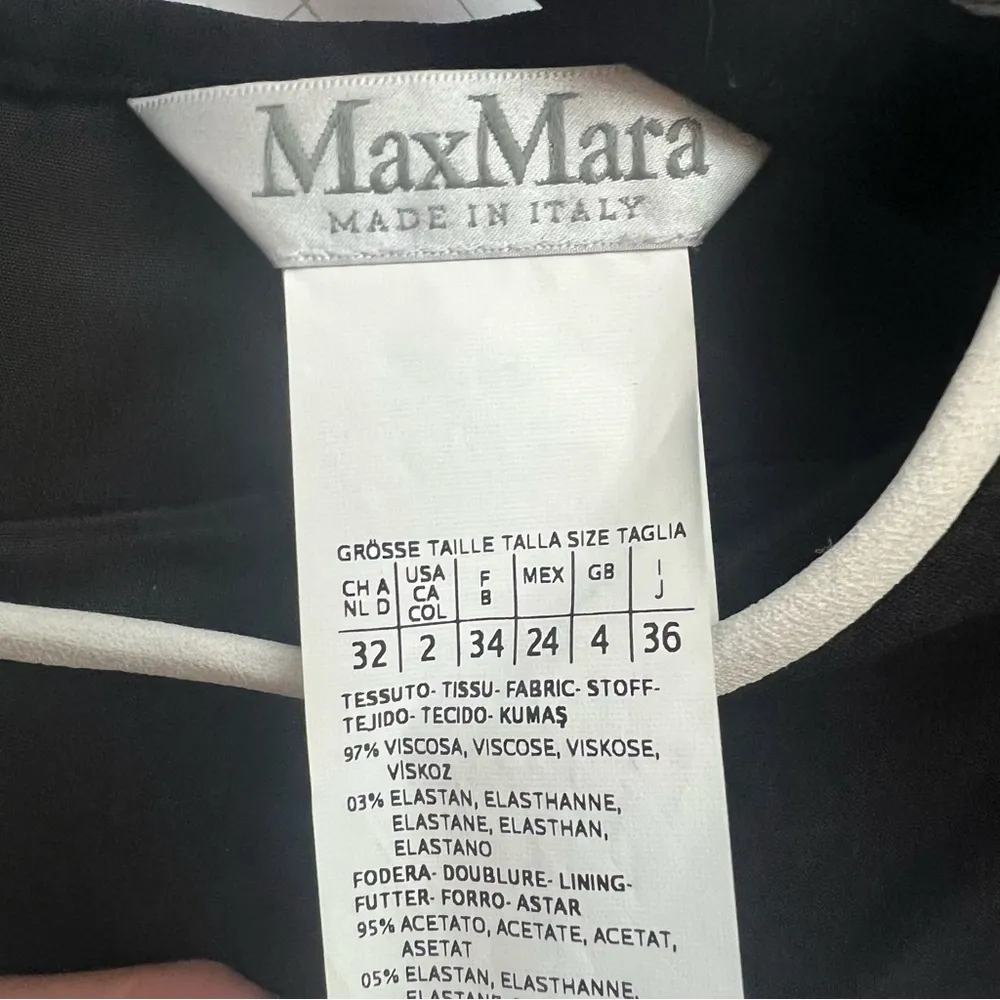 MaxMara
MADE IN ITALY
GRÖSSE TAILLE TALLA SIZE TAGLIA
CH A NL D USA CA COL F B MEX GB I J
32 2 34 24 4 36
TESSUTO- TISSU- FABRIC- STOFF-
TEJIDO- TECIDO- KUMAŞ
97% VISCOSA, VISCOSE, VISKOSE,
VİSKOZ
03% ELASTAN, ELASTHANNE,
ELASTANE, ELASTHAN,
ELASTANO
FODERA- DOUBLURE- LINING-
FUTTER- FORRO- ASTAR
95% ACETATO, ACETATE, ACETAT,
ASETAT
05% ELASTAN, ELASTHANNE,